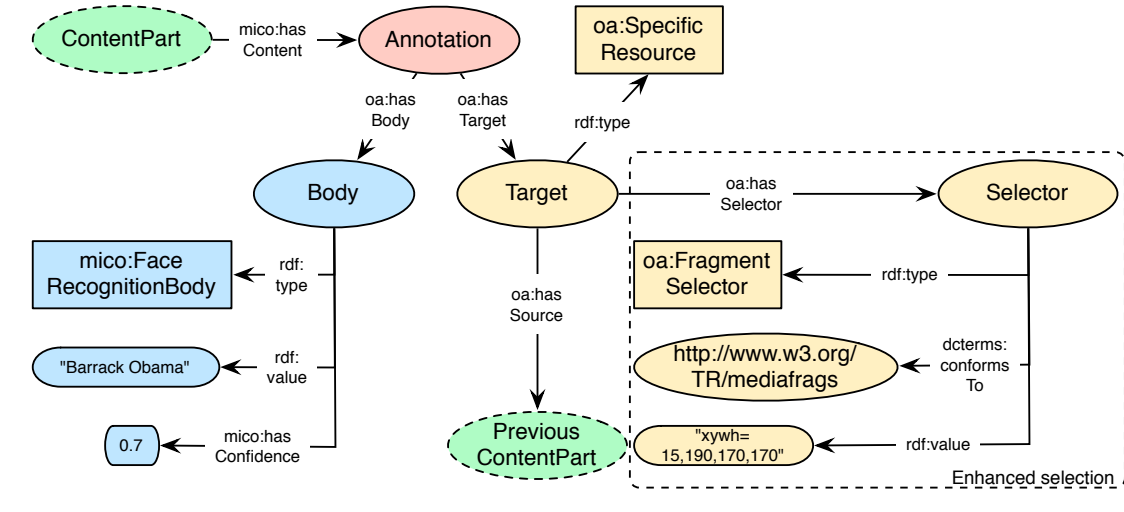 ContentPart
mico:has
Content
Annotation
oa:Specific
Resource
oa:has
Body
oa:has
Target
rdf:type
Body
Target
oa:has
Selector
Selector
mico:Face
RecognitionBody
rdf:
type
oa:has
Source
oa:Fragment
Selector
rdf:type
"Barrack Obama"
rdf:
value
http://www.w3.org/
TR/mediafrags
dcterms:
conforms
To
0.7
mico:has
Confidence
Previous
ContentPart
"xywh=
15,190,170,170"
rdf:value
Enhanced selection